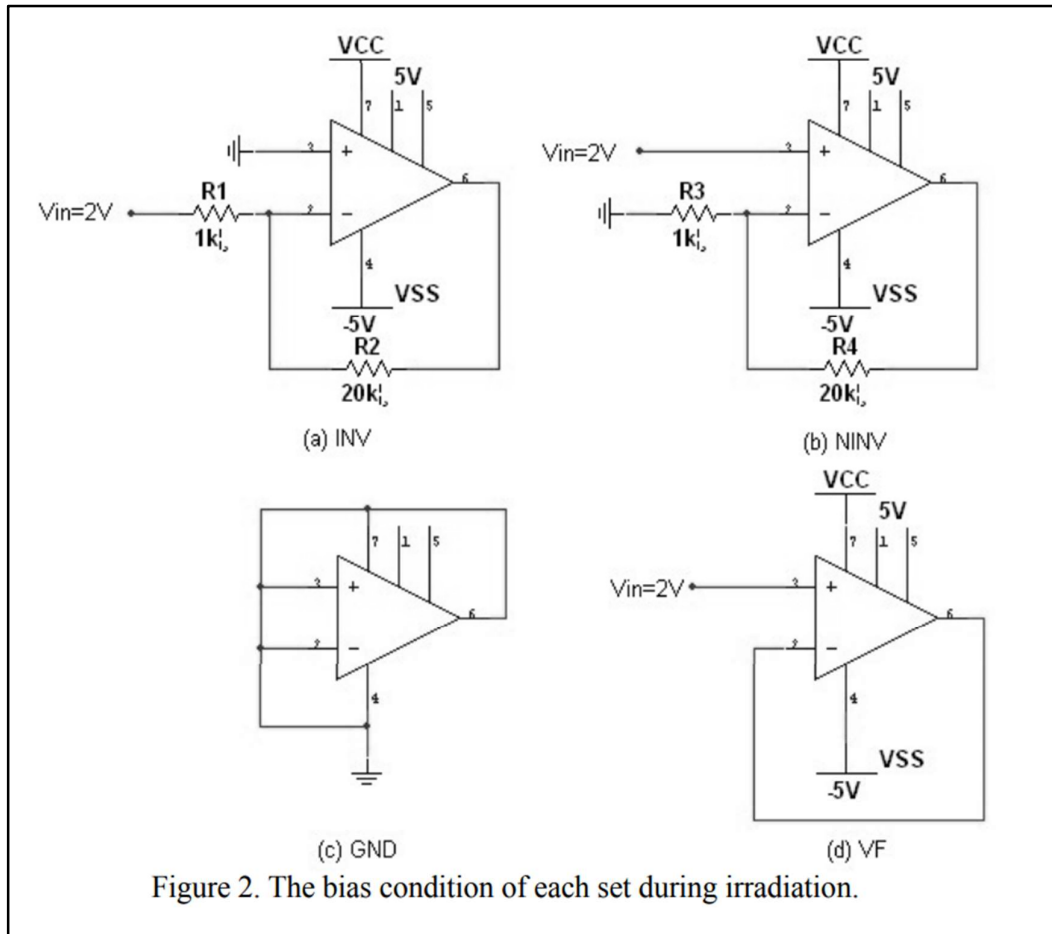 VCC
5V
7
1
5
3
+
R1
Vin=2V
2
−
6
1k¦,
4
VSS
-5V
R2
20k¦,
(a) INV
VCC
5V
7
1
5
Vin=2V
3
+
R3
2
−
6
1k¦,
4
VSS
-5V
R4
20k¦,
(b) NINV
7
1
5
3
+
2
−
6
4
(c) GND
VCC
5V
7
1
5
Vin=2V
3
+
2
−
6
4
VSS
-5V
(d) VF
Figure 2. The bias condition of each set during irradiation.